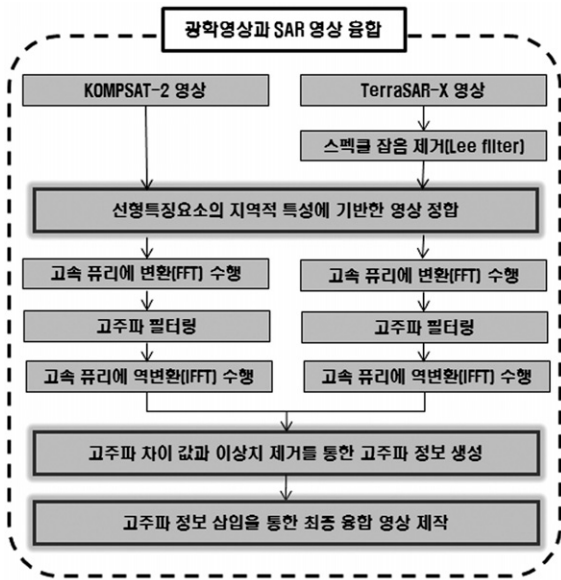 광학영상과 SAR 영상 융합
KOMPSAT-2 영상
TerraSAR-X 영상
스펙클 잡음 제거(Lee filter)
선형특징요소의 지역적 특성에 기반한 영상 정합
고속 퓨리에 변환(FFT) 수행
고속 퓨리에 변환(FFT) 수행
고주파 필터링
고주파 필터링
고속 퓨리에 역변환(IFFT) 수행
고속 퓨리에 역변환(IFFT) 수행
고주파 차이 값과 이상치 제거를 통한 고주파 정보 생성
고주파 정보 삽입을 통한 최종 융합 영상 제작